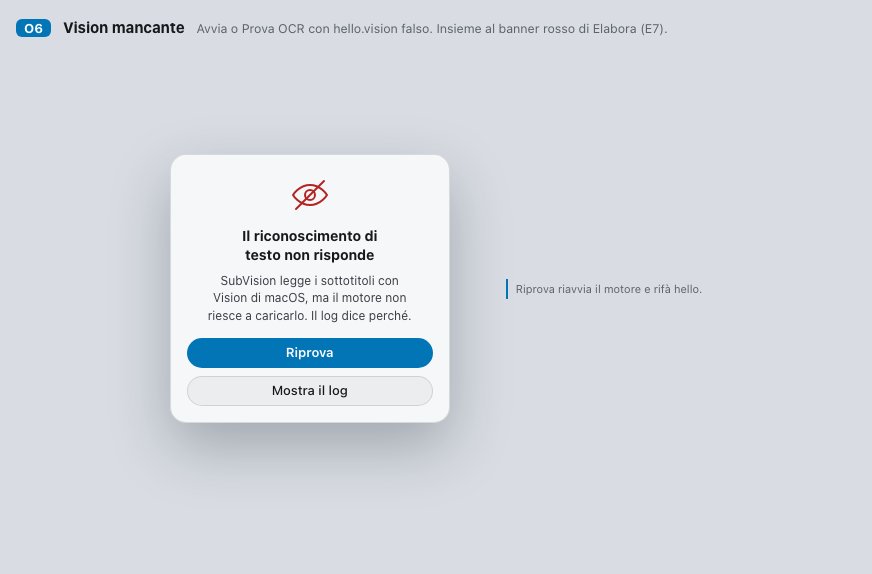 O6 Vision mancante Avvia o Prova OCR con hello.vision falso. Insieme al banner rosso di Elabora (E7).
Il riconoscimento di
testo non risponde
SubVision legge i sottotitoli con
Vision di macOS, ma il motore non
riesce a caricarlo. Il log dice perché.
Riprova
Mostra il log
Riprova riavvia il motore e rifà hello.